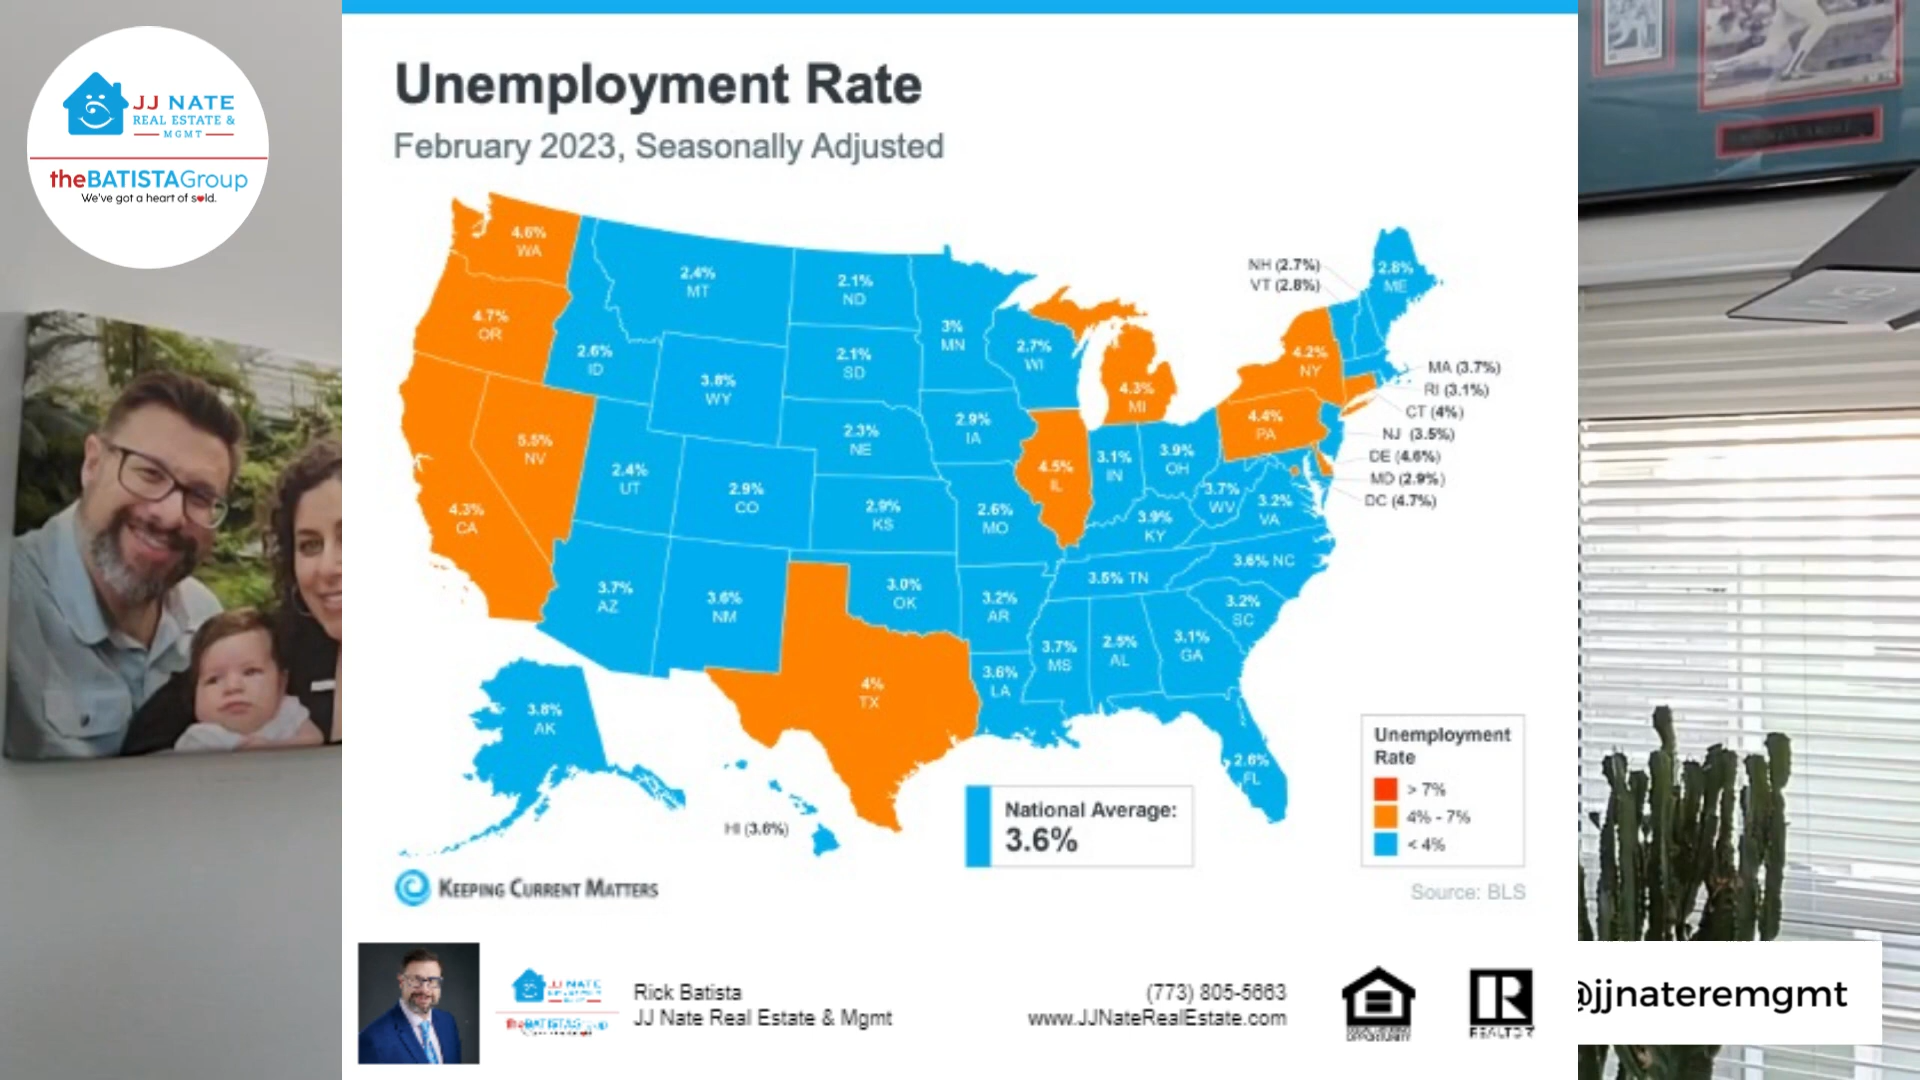 JJ NATE
REAL ESTATE &
MGMT
theBATISTAGroup
We've got a heart of sold.
Unemployment Rate
February 2023, Seasonally Adjusted
4.6%
WA
4.7%
OR
4.3%
CA
5.5%
NV
2.6%
ID
2.4%
MT
3.8%
WY
2.4%
UT
2.9%
CO
3.7%
AZ
3.6%
NM
2.1%
ND
2.1%
SD
2.3%
NE
2.9%
KS
3.0%
OK
4%
TX
3%
MN
2.9%
IA
2.6%
MO
3.2%
AR
3.6%
LA
2.7%
WI
4.5%
IL
4.3%
MI
3.1%
IN
3.9%
OH
3.9%
KY
3.5% TN
3.7%
MS
2.5%
AL
3.1%
GA
2.6%
FL
3.2%
SC
3.6% NC
3.2%
VA
3.7%
WV
4.4%
PA
4.2%
NY
2.8%
ME
NH (2.7%)
VT (2.8%)
MA (3.7%)
RI (3.1%)
CT (4%)
NJ (3.5%)
DE (4.6%)
MD (2.9%)
DC (4.7%)
3.8%
AK
HI (3.6%)
National Average:
3.6%
Unemployment
Rate
> 7%
4% - 7%
< 4%
Source: BLS
KEEPING CURRENT MATTERS
JJ NATE
Rick Batista
JJ Nate Real Estate & Mgmt
(773) 805-5663
www.JJNateRealEstate.com
OPPORTUNITY
REALTOR
@jjnateremgmt